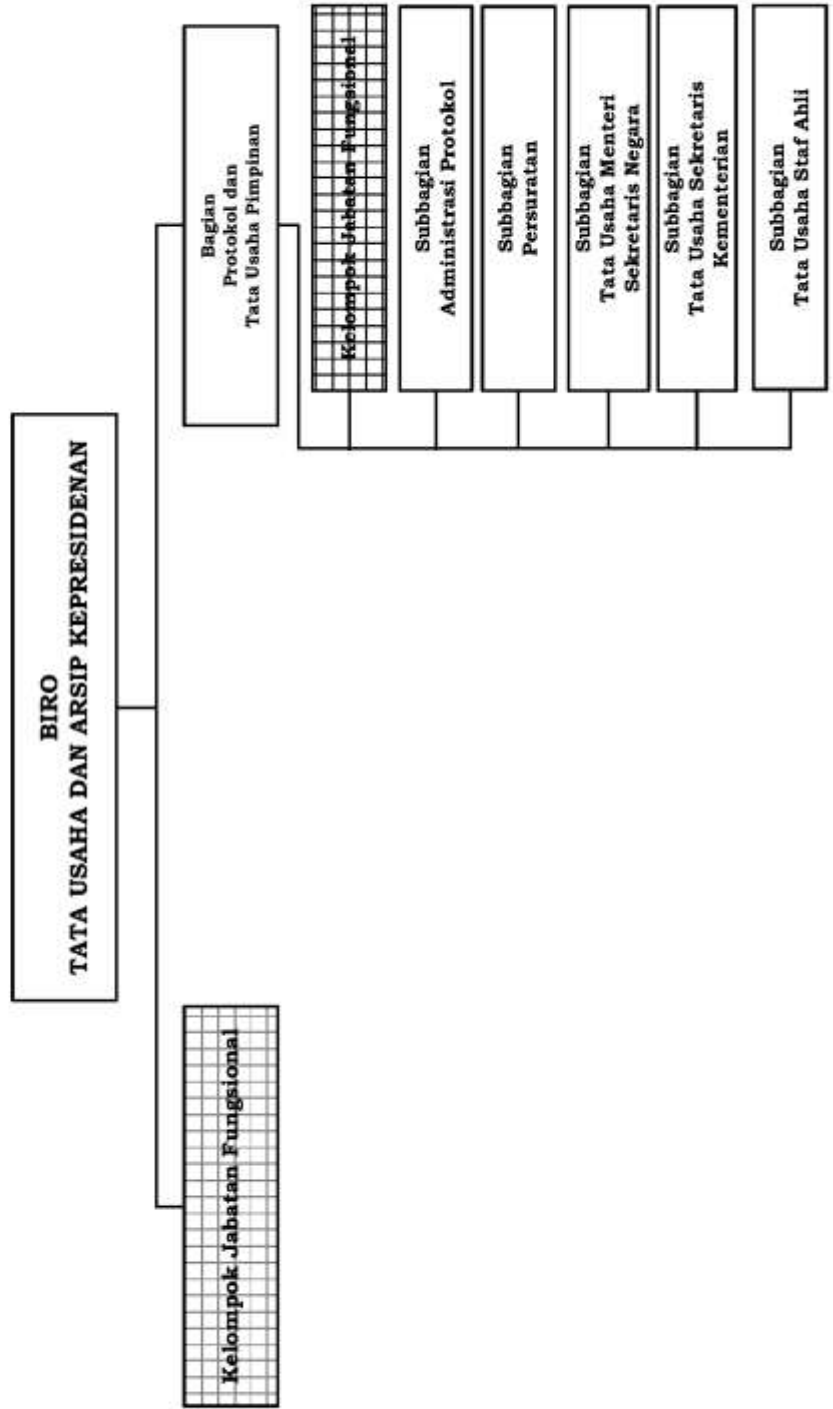 BIRO
TATA USAHA DAN ARSIP KEPRESIDENAN
Kelompok Jabatan Fungsional
Bagian
Protokol dan
Tata Usaha Pimpinan
Kelompok Jabatan Fungsional
Subbagian
Administrasi Protokol
Subbagian
Persuratan
Subbagian
Tata Usaha Menteri
Sekretaris Negara
Subbagian
Tata Usaha Sekretaris
Kementerian
Subbagian
Tata Usaha Staf Ahli